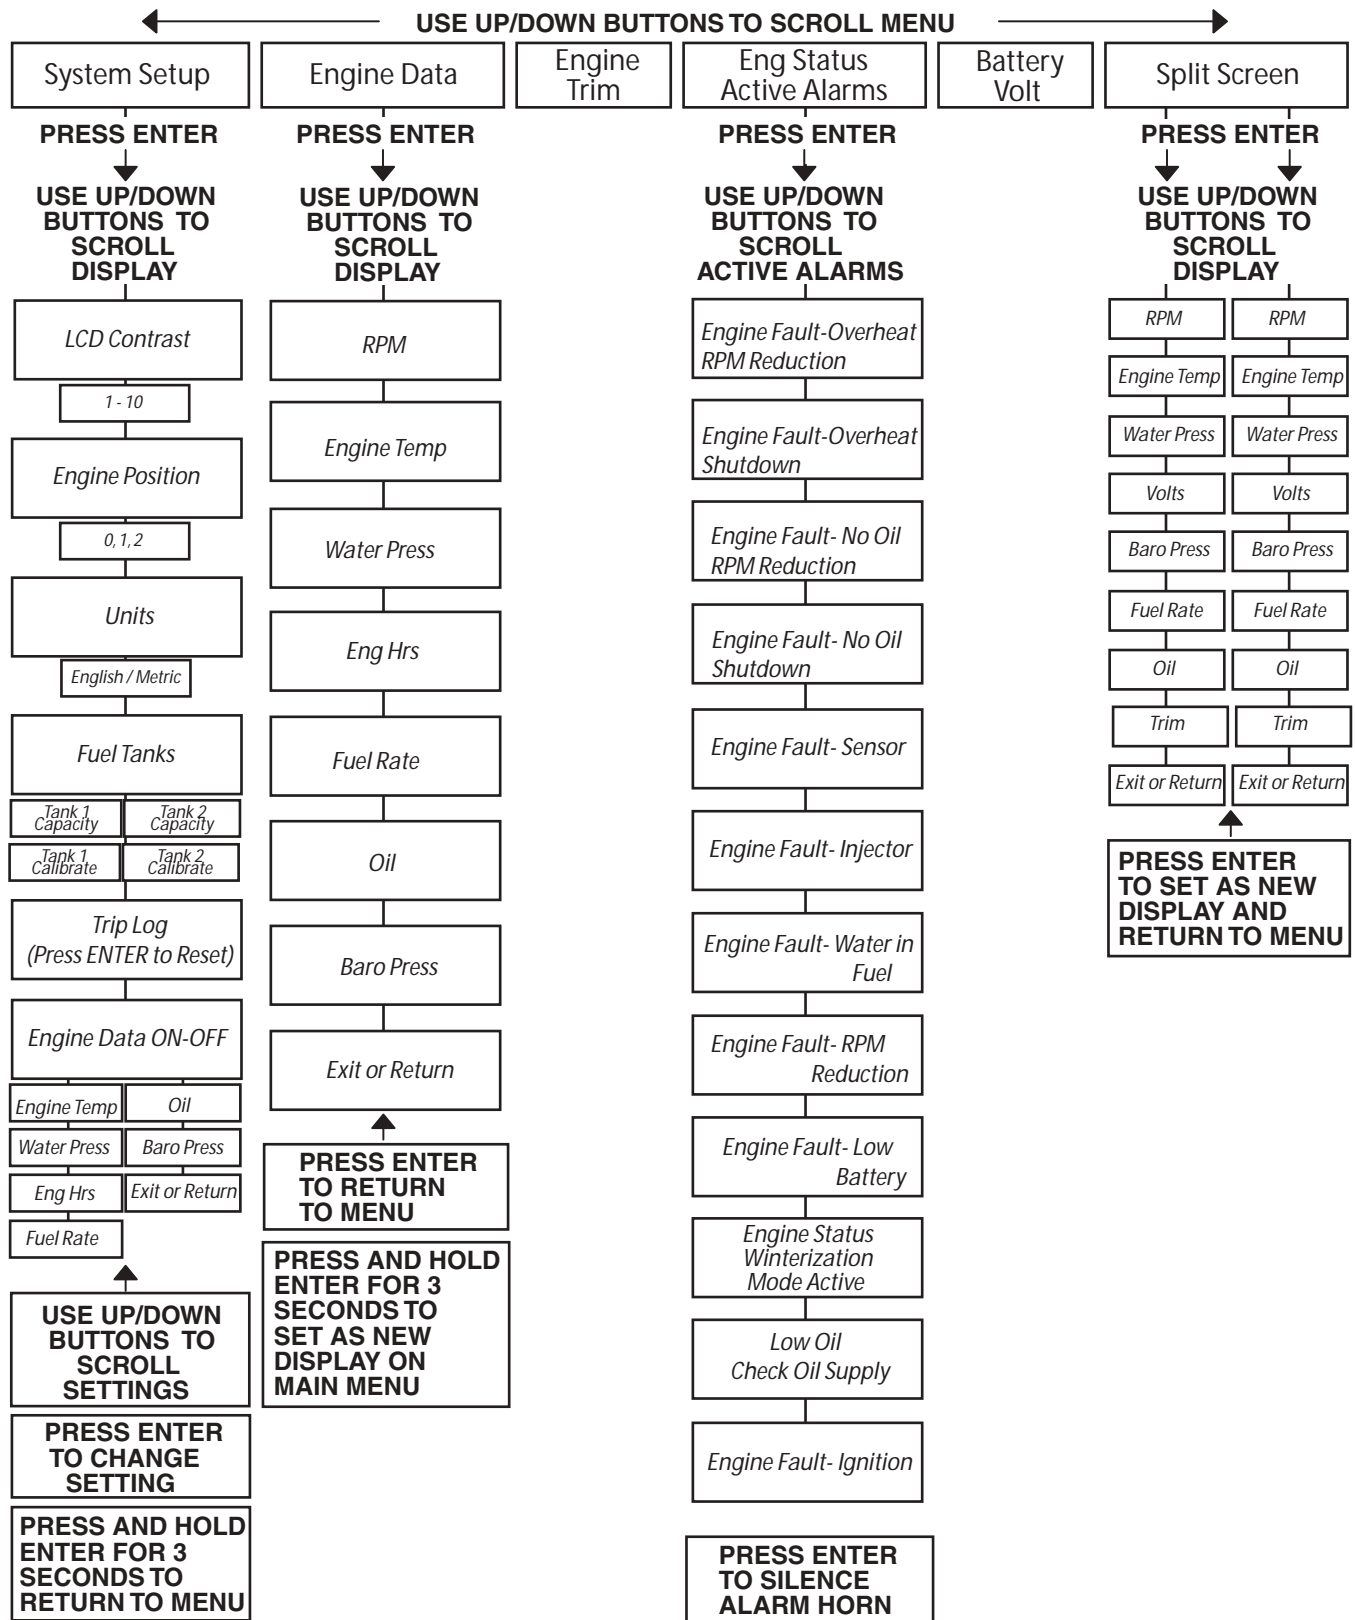 USE UP/DOWN BUTTONS TO SCROLL MENU
System Setup
Engine Data
Engine
Trim
Eng Status
Active Alarms
Battery
Volt
Split Screen
PRESS ENTER
USE UP/DOWN
BUTTONS TO
SCROLL
DISPLAY
LCD Contrast
1 - 10
Engine Position
0, 1, 2
Units
English / Metric
Fuel Tanks
Tank 1
Capacity
Tank 2
Capacity
Tank 1
Calibrate
Tank 2
Calibrate
Trip Log
(Press ENTER to Reset)
Engine Data ON-OFF
Engine Temp
Oil
Water Press
Baro Press
Eng Hrs
Exit or Return
Fuel Rate
USE UP/DOWN
BUTTONS TO
SCROLL
SETTINGS
PRESS ENTER
TO CHANGE
SETTING
PRESS AND HOLD
ENTER FOR 3
SECONDS TO
RETURN TO MENU
PRESS ENTER
USE UP/DOWN
BUTTONS TO
SCROLL
DISPLAY
RPM
Engine Temp
Water Press
Eng Hrs
Fuel Rate
Oil
Baro Press
Exit or Return
PRESS ENTER
TO RETURN
TO MENU
PRESS AND HOLD
ENTER FOR 3
SECONDS TO
SET AS NEW
DISPLAY ON
MAIN MENU
PRESS ENTER
USE UP/DOWN
BUTTONS TO
SCROLL
ACTIVE ALARMS
Engine Fault-Overheat
RPM Reduction
Engine Fault-Overheat
Shutdown
Engine Fault- No Oil
RPM Reduction
Engine Fault- No Oil
Shutdown
Engine Fault- Sensor
Engine Fault- Injector
Engine Fault- Water in
Fuel
Engine Fault- RPM
Reduction
Engine Fault- Low
Battery
Engine Status
Winterization
Mode Active
Low Oil
Check Oil Supply
Engine Fault- Ignition
PRESS ENTER
TO SILENCE
ALARM HORN
PRESS ENTER
USE UP/DOWN
BUTTONS TO
SCROLL
DISPLAY
RPM
RPM
Engine Temp
Engine Temp
Water Press
Water Press
Volts
Volts
Baro Press
Baro Press
Fuel Rate
Fuel Rate
Oil
Oil
Trim
Trim
Exit or Return
Exit or Return
PRESS ENTER
TO SET AS NEW
DISPLAY AND
RETURN TO MENU